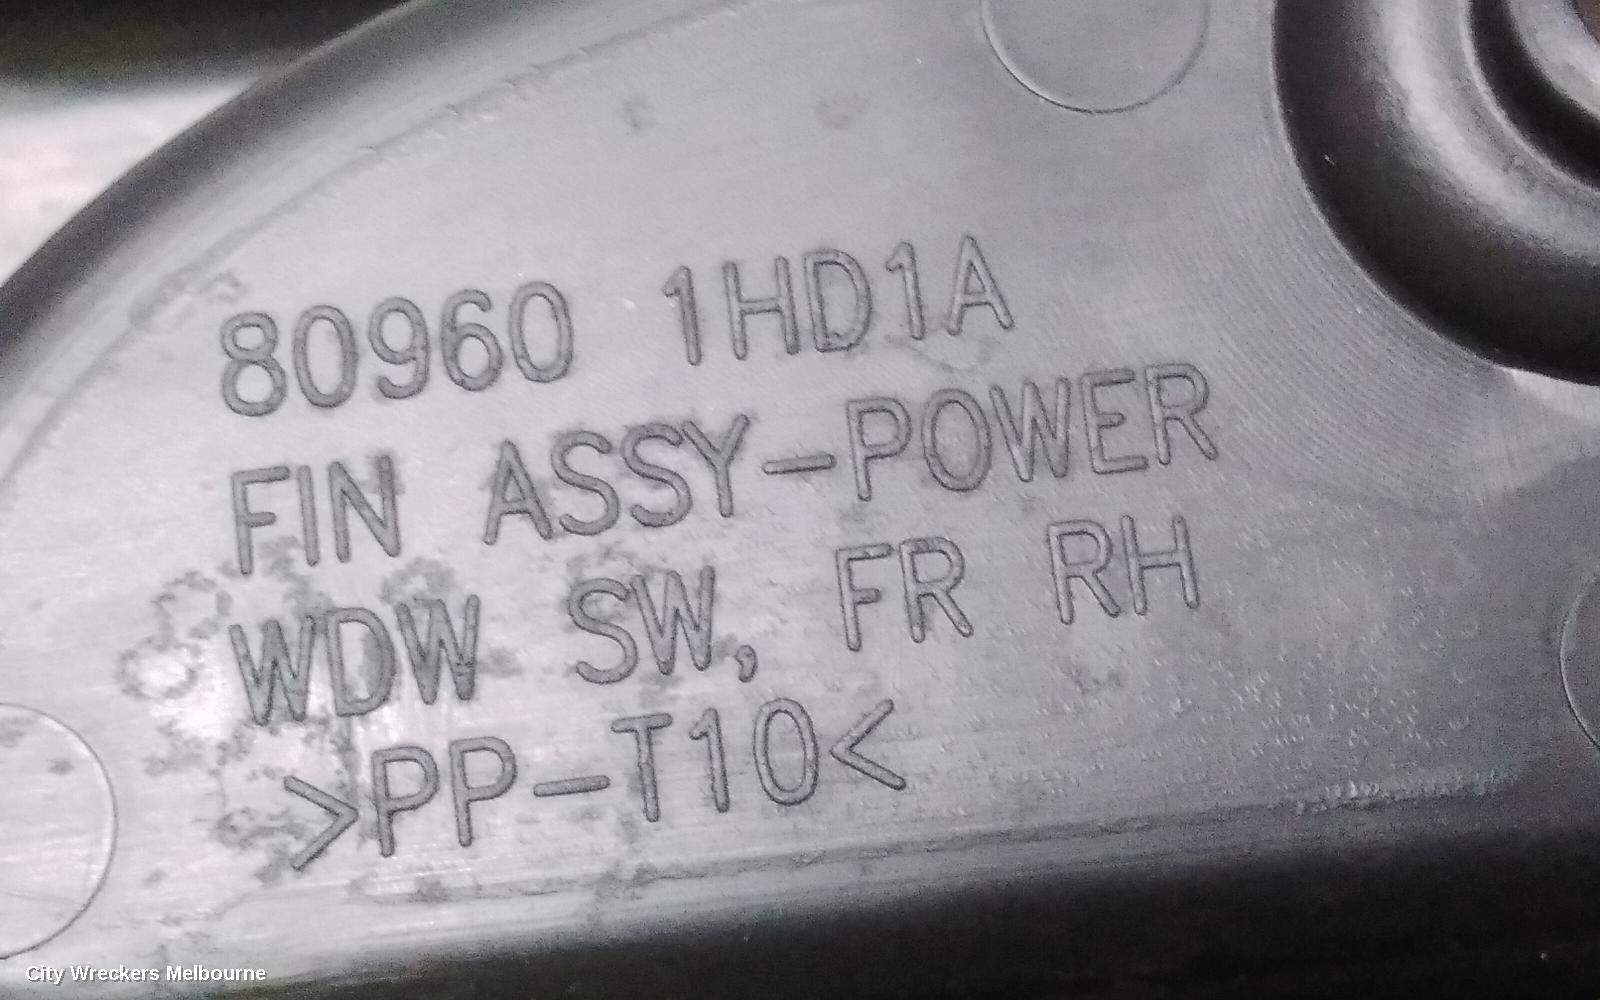 80960 1HD1A
FIN ASSY-POWER
WDW SW, FR RH
>PP-T10<
City Wreckers Melbourne